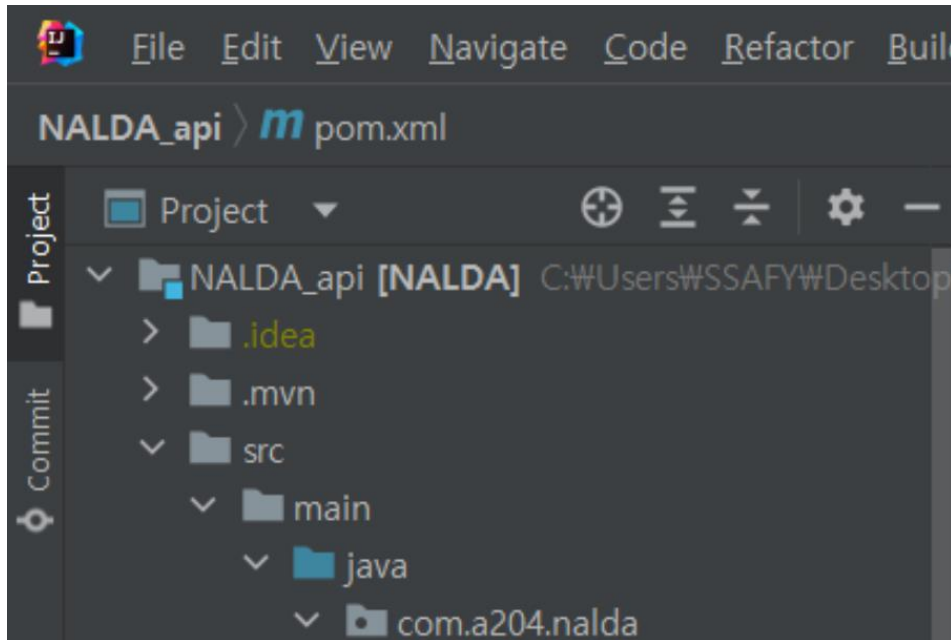 File Edit View Navigate Code Refactor
NALDA_api 〉 m pom.xml
Project
Project
NALDA_api [NALDA] C:₩Users₩SSAFY₩Desktop
.idea
.mvn
src
main
java
com.a204.nalda
Commit